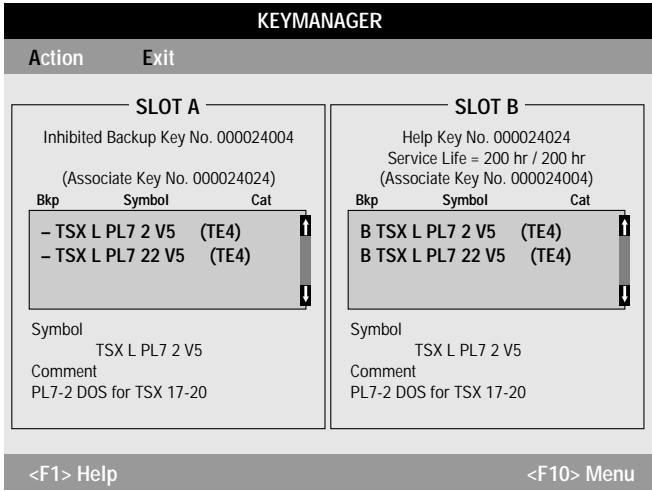 KEYMANAGER
Action Exit
SLOT A
Inhibited Backup Key No. 000024004
(Associate Key No. 000024024)
Bkp Symbol Cat
– TSX L PL7 2 V5 (TE4)
– TSX L PL7 22 V5 (TE4)
Symbol
TSX L PL7 2 V5
Comment
PL7-2 DOS for TSX 17-20
SLOT B
Help Key No. 000024024
Service Life = 200 hr / 200 hr
(Associate Key No. 000024004)
Bkp Symbol Cat
B TSX L PL7 2 V5 (TE4)
B TSX L PL7 22 V5 (TE4)
Symbol
TSX L PL7 2 V5
Comment
PL7-2 DOS for TSX 17-20
<F1> Help <F10> Menu